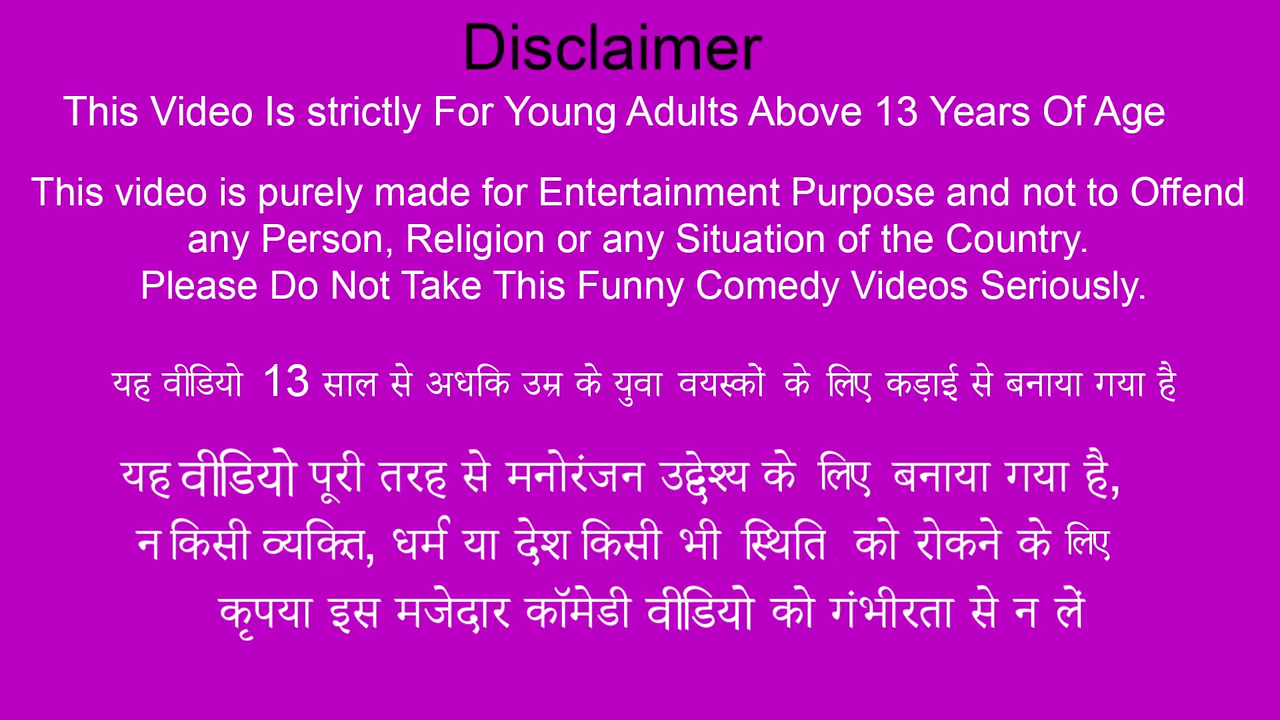 Disclaimer
This Video Is strictly For Young Adults Above 13 Years Of Age
This video is purely made for Entertainment Purpose and not to Offend
any Person, Religion or any Situation of the Country.
Please Do Not Take This Funny Comedy Videos Seriously.
यह वीडियो 13 साल से अधकि उम्र के युवा वयस्कों के लिए कड़ाई से बनाया गया है
यह वीडियो पूरी तरह से मनोरंजन उद्देश्य के लिए बनाया गया है,
न किसी व्यक्ति, धर्म या देश किसी भी स्थिति को रोकने के लिए
कृपया इस मजेदार कॉमेडी वीडियो को गंभीरता से न लें